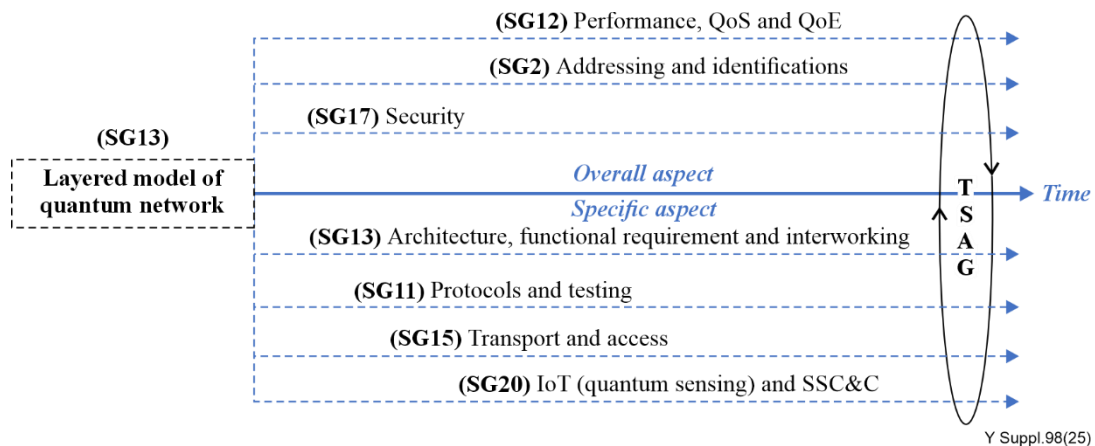 (SG12) Performance, QoS and QoE
(SG2) Addressing and identifications
(SG17) Security
(SG13)
Layered model of
quantum network
Overall aspect
Time
Specific aspect
(SG13) Architecture, functional requirement and interworking
(SG11) Protocols and testing
(SG15) Transport and access
(SG20) IoT (quantum sensing) and SSC&C
T
S
A
G
Y Suppl.98(25)